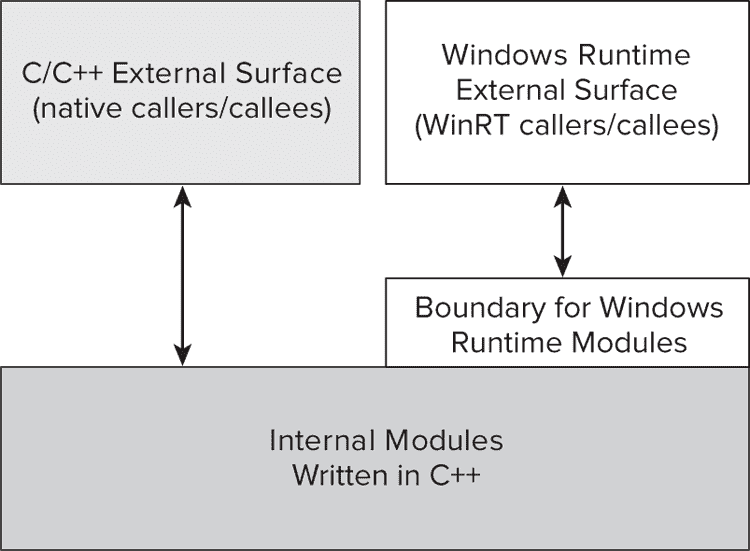 C/C++ External Surface
(native callers/callees)
Windows Runtime
External Surface
(WinRT callers/callees)
Boundary for Windows
Runtime Modules
Internal Modules
Written in C++